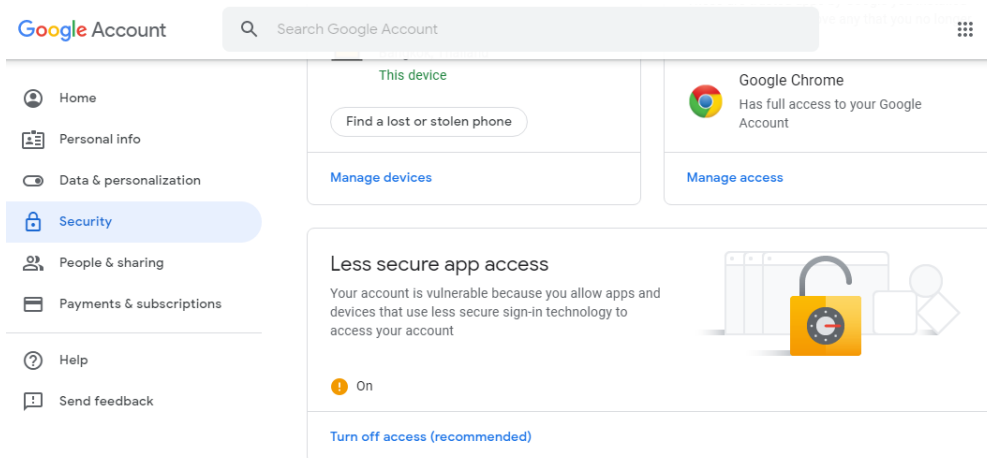 Google Account
Search Google Account
Home
Personal info
Data & personalization
Security
People & sharing
Payments & subscriptions
Help
Send feedback
This device
Find a lost or stolen phone
Manage devices
Google Chrome
Has full access to your Google
Account
Manage access
Less secure app access
Your account is vulnerable because you allow apps and
devices that use less secure sign-in technology to
access your account
On
Turn off access (recommended)